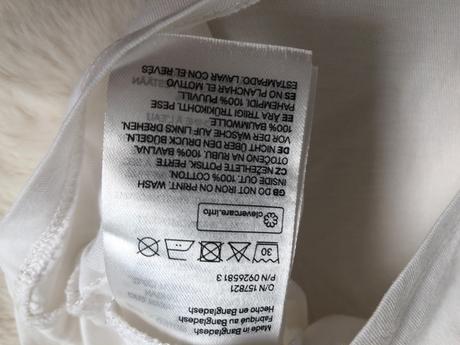 Made in Bangladesh
Fabriqué au Bangladesh
Hecho en Bangladesh
O/N 157821
P/N 0926581 3
30
clevercare.info
GB DO NOT IRON ON PRINT. WASH
INSIDE OUT. 100% COTTON.
CZ NEŽEHLETE POTISK. PERTE
OTOČENO NA RUBU. 100% BAVLNA.
DE NICHT ÜBER DEN DRUCK BÜGELN.
VOR DER WÄSCHE AUF LINKS DREHEN.
100% BAUMWOLLE.
EE ÄRA TRIIGI TRÜKKOHTI. PESE
PAHEMPIDI. 100% PUUVILL.
ES NO PLANCHAR EL MOTIVO
ESTAMPADO. LAVAR CON EL REVÉS